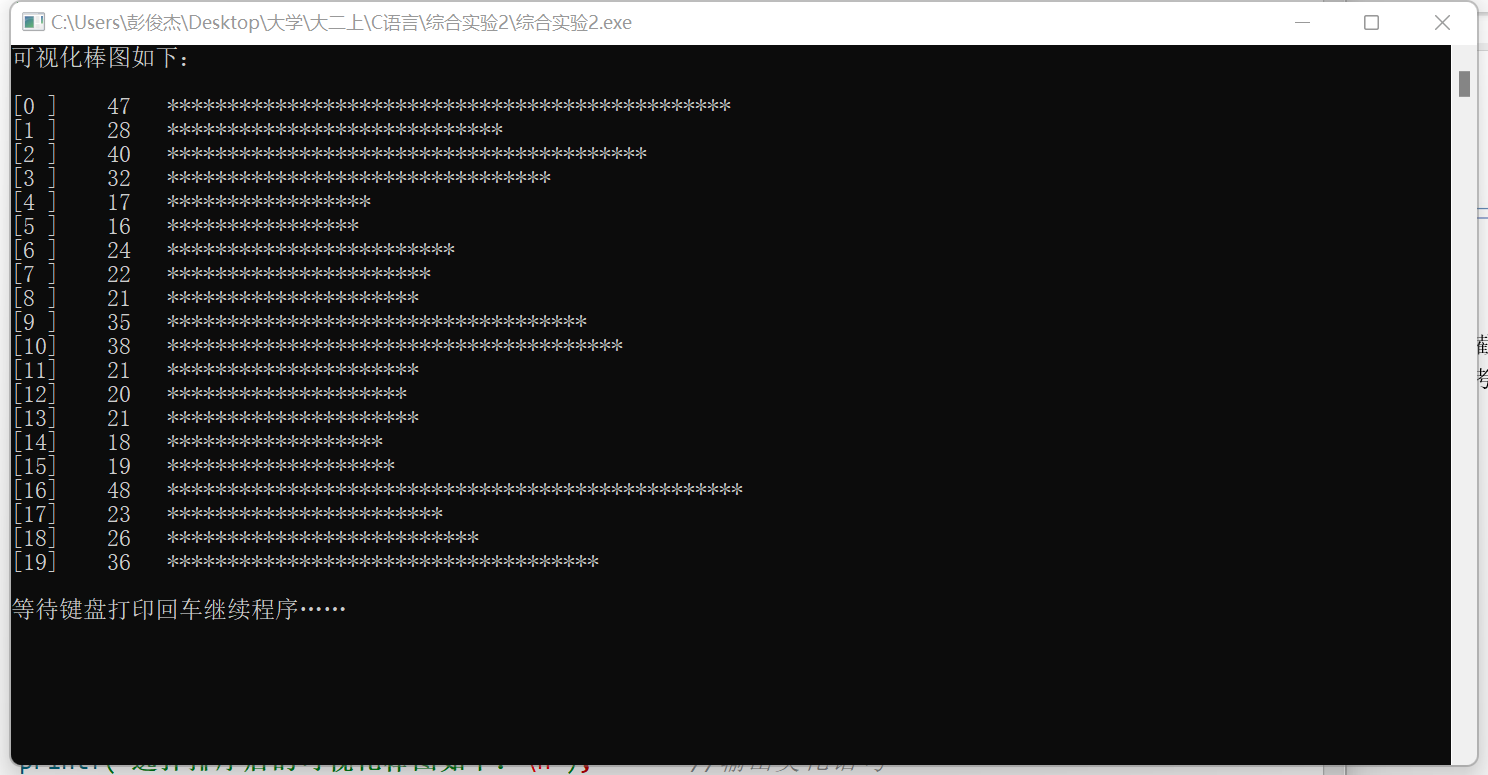 C:\Users\彭俊杰\Desktop\大学\大二上\C语言\综合实验2\综合实验2.exe
可视化棒图如下：
[0 ] 47 ***********************************************
[1 ] 28 ****************************
[2 ] 40 ****************************************
[3 ] 32 ********************************
[4 ] 17 *****************
[5 ] 16 ****************
[6 ] 24 ************************
[7 ] 22 **********************
[8 ] 21 *********************
[9 ] 35 ***********************************
[10] 38 **************************************
[11] 21 *********************
[12] 20 ********************
[13] 21 *********************
[14] 18 ******************
[15] 19 *******************
[16] 48 ************************************************
[17] 23 ***********************
[18] 26 **************************
[19] 36 ************************************
等待键盘打印回车继续程序……